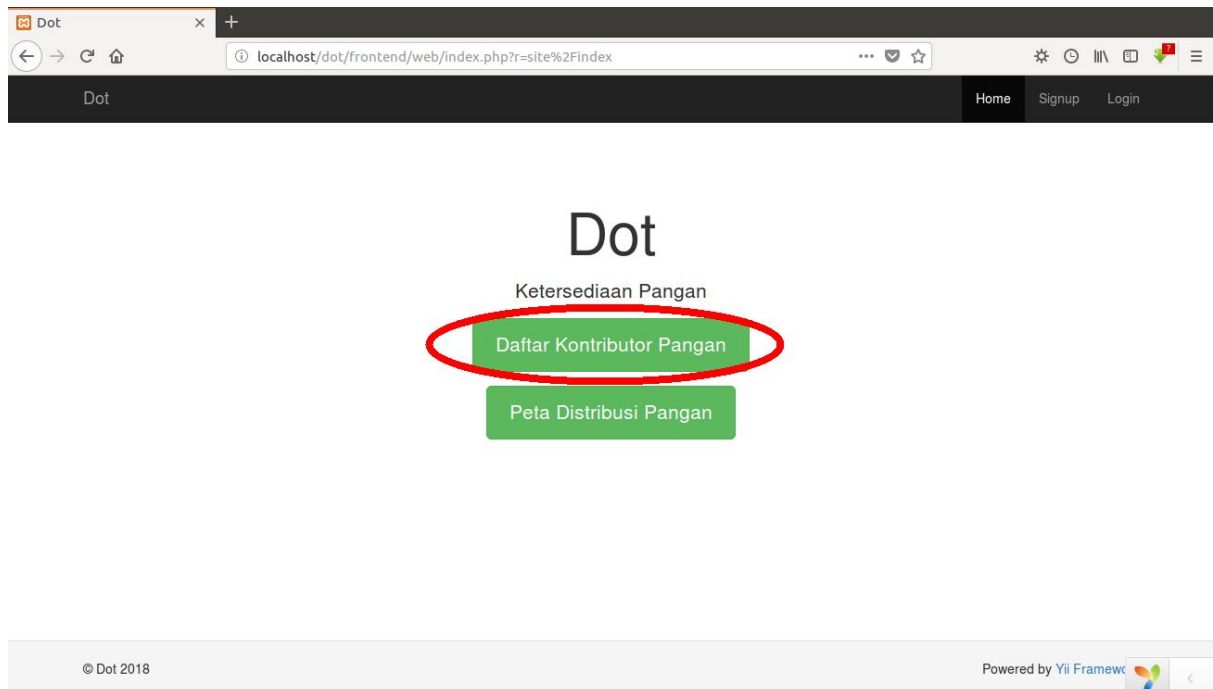 Dot
localhost/dot/frontend/web/index.php?r=site%2Findex
Dot
Home Signup Login
Dot
Ketersediaan Pangan
Daftar Kontributor Pangan
Peta Distribusi Pangan
© Dot 2018
Powered by Yii